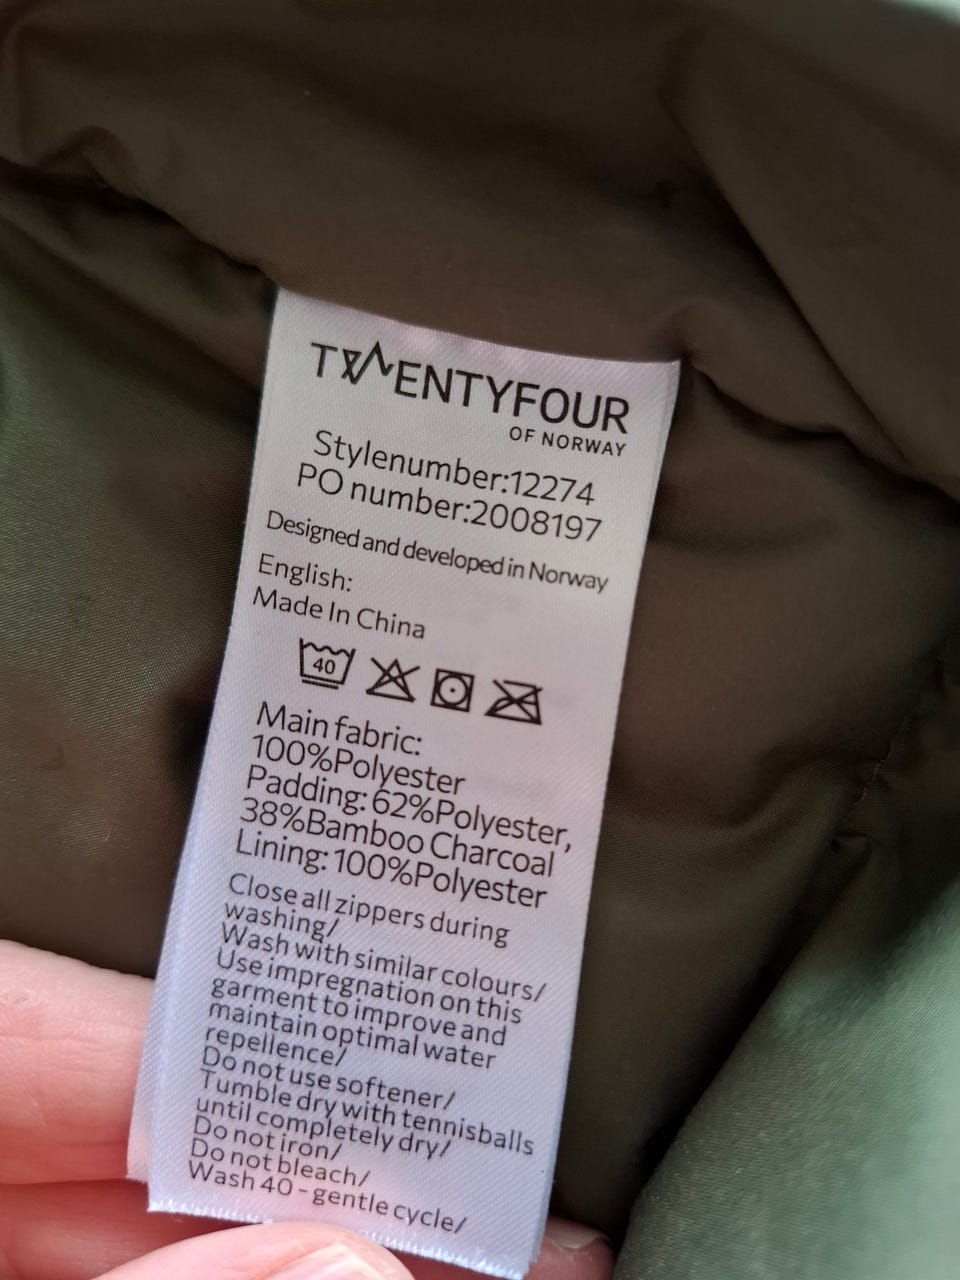 TWENTYFOUR
OF NORWAY
Stylenumber:12274
PO number:2008197
Designed and developed in Norway
English:
Made In China
40
Main fabric:
100%Polyester
Padding: 62%Polyester,
38%Bamboo Charcoal
Lining: 100%Polyester
Close all zippers during
washing/
Wash with similar colours/
Use impregnation on this
garment to improve and
maintain optimal water
repellence/
Do not use softener/
Tumble dry with tennisballs
until completely dry/
Do not iron/
Do not bleach/
Wash 40 - gentle cycle/